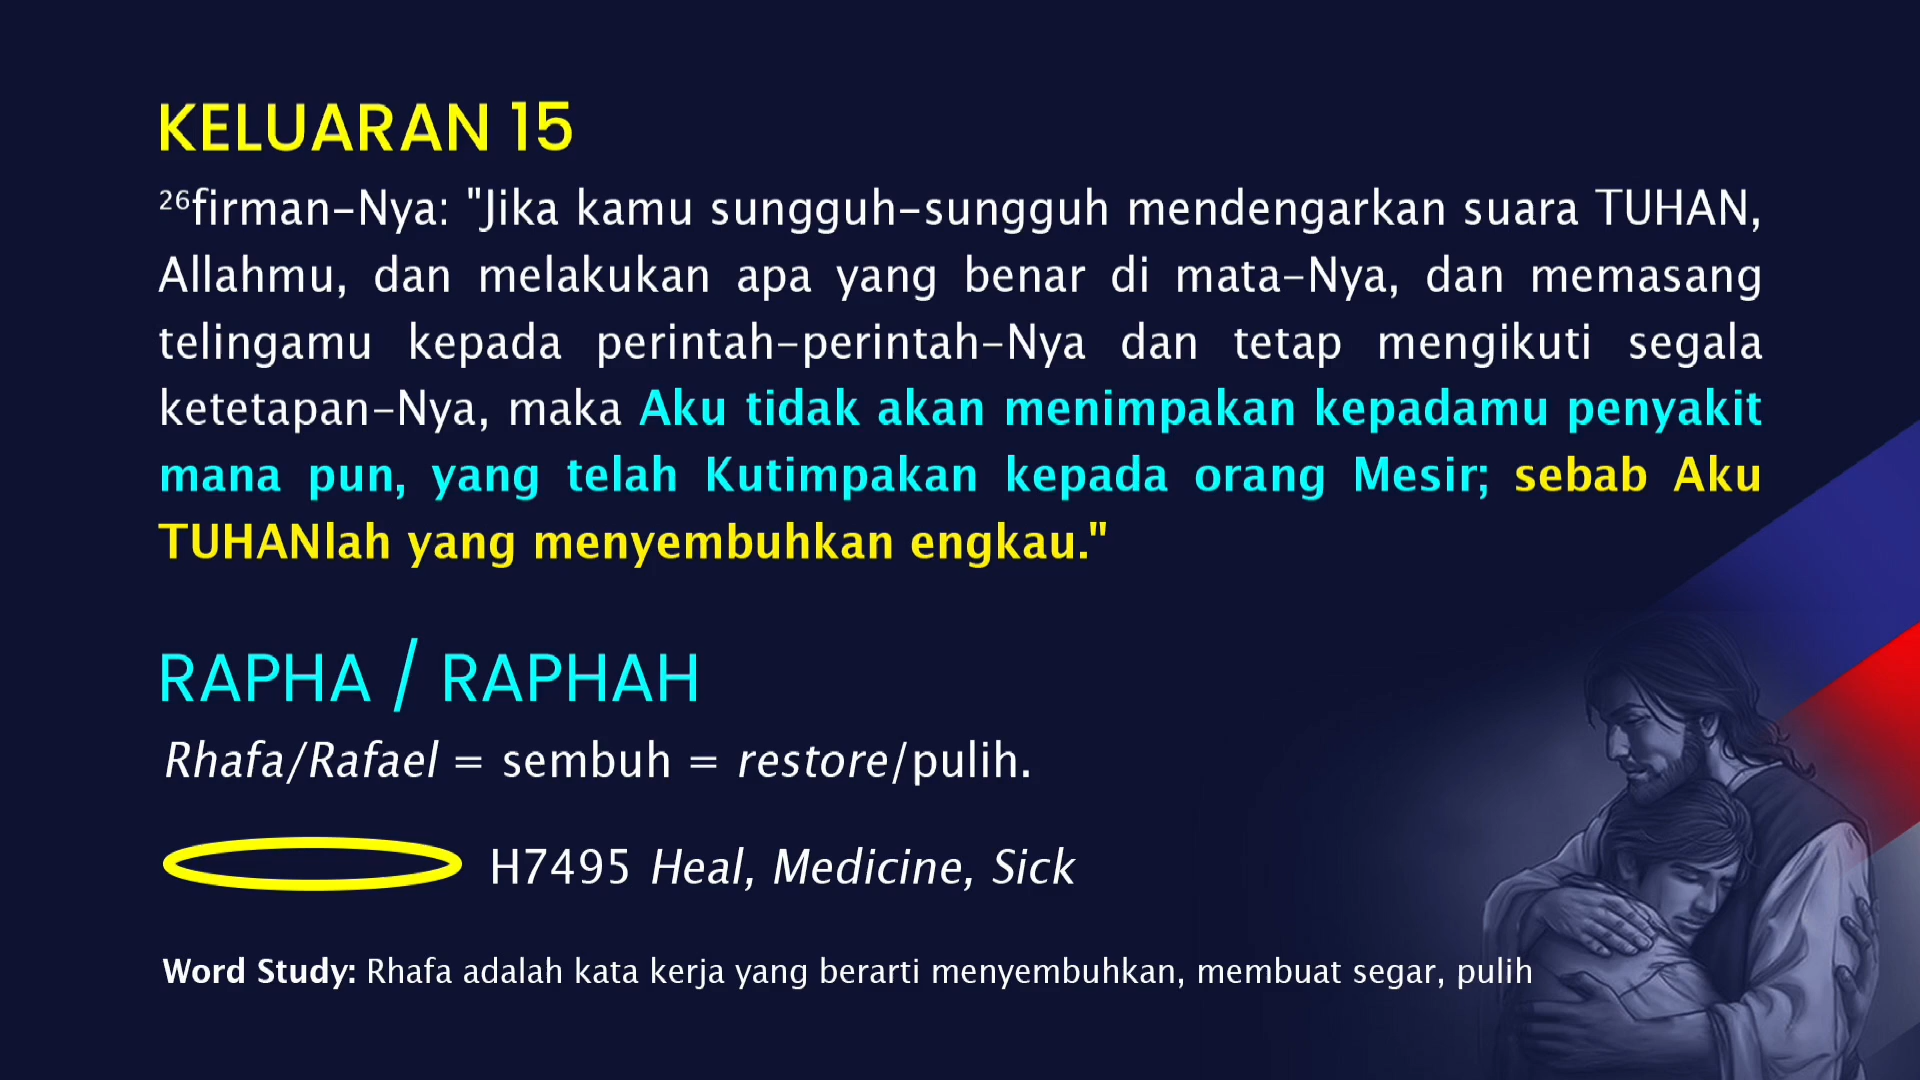 KELUARAN 15
²⁶firman-Nya: "Jika kamu sungguh-sungguh mendengarkan suara TUHAN,
Allahmu, dan melakukan apa yang benar di mata-Nya, dan memasang
telingamu kepada perintah-perintah-Nya dan tetap mengikuti segala
ketetapan-Nya, maka Aku tidak akan menimpakan kepadamu penyakit
mana pun, yang telah Kutimpakan kepada orang Mesir; sebab Aku
TUHANlah yang menyembuhkan engkau."
RAPHA / RAPHAH
Rhafa/Rafael = sembuh = restore/pulih.
H7495 Heal, Medicine, Sick
Word Study: Rhafa adalah kata kerja yang berarti menyembuhkan, membuat segar, pulih